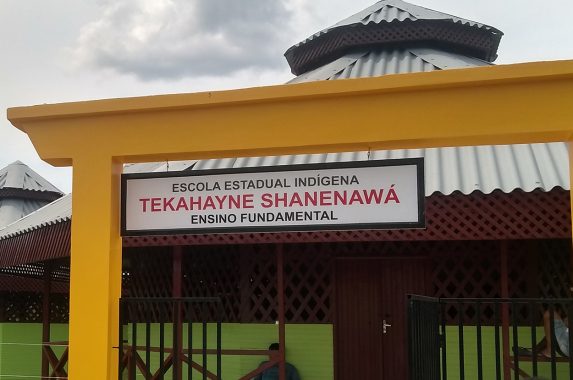 ESCOLA ESTADUAL INDÍGENA
TEKAHAYNE SHANENAWÁ
ENSINO FUNDAMENTAL